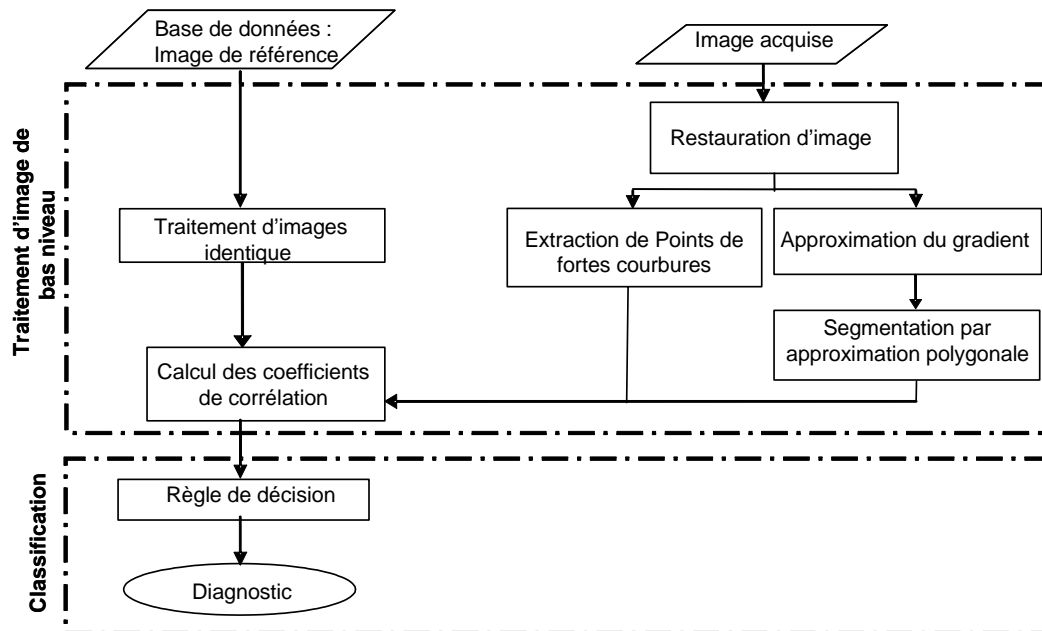 Base de données :
Image de référence
Image acquise
Traitement d'image de
bas niveau
Restauration d'image
Traitement d'images
identique
Extraction de Points de
fortes courbures
Approximation du gradient
Segmentation par
approximation polygonale
Calcul des coefficients
de corrélation
Classification
Règle de décision
Diagnostic